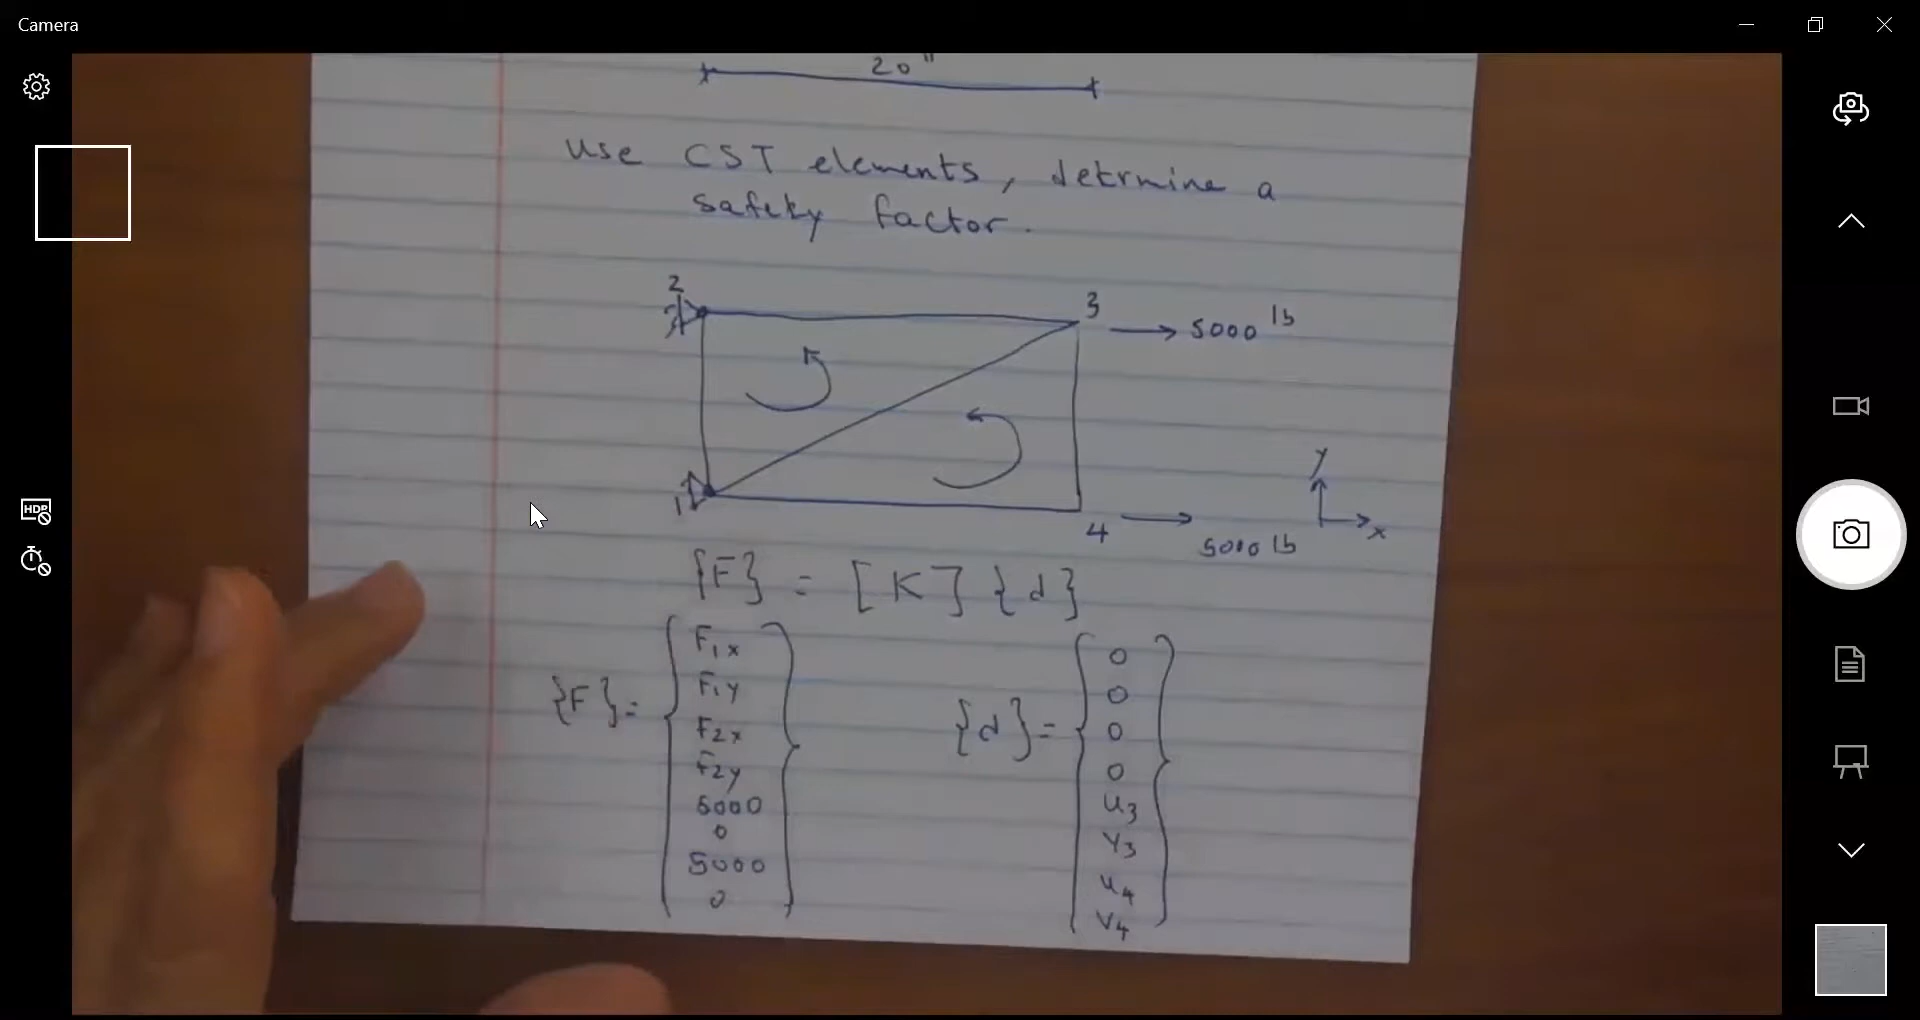 Camera
20"
use CST elements, detrmine a
safety factor.
2
3
5000 lb
1
4
5000 lb
y
x
{F} = [K] {d}
{F} = { F1x
F1y
F2x
F2y
5000
0
5000
0 }
{d} = { 0
0
0
0
u3
v3
u4
v4 }
HDR